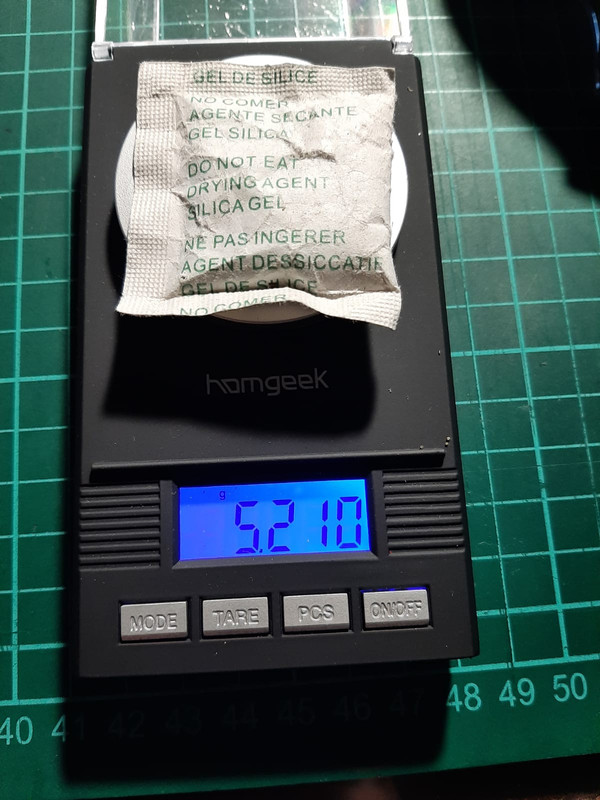 GEL DE SILICE
NO COMER
AGENTE SECANTE
GEL SILICA
DO NOT EAT
DRYING AGENT
SILICA GEL
NE PAS INGERER
AGENT DESSICCATIF
GEL DE SILICE
NO COMER
homgeek
g
5.210
MODE TARE PCS ON/OFF
40 41 42 43 44 45 46 47 48 49 50